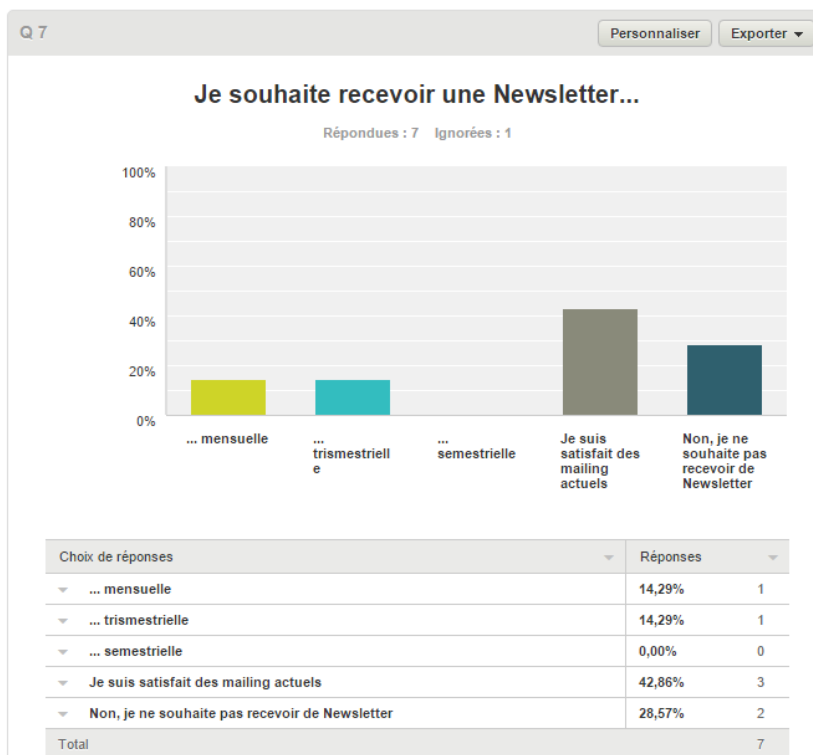 Q 7
Personnaliser
Exporter
Je souhaite recevoir une Newsletter...
Répondues : 7 Ignorées : 1
100%
80%
60%
40%
20%
0%
... mensuelle
...
trismestriell
e
...
semestrielle
Je suis
satisfait des
mailing
actuels
Non, je ne
souhaite pas
recevoir de
Newsletter
Choix de réponses Réponses
... mensuelle 14,29% 1
... trismestrielle 14,29% 1
... semestrielle 0,00% 0
Je suis satisfait des mailing actuels 42,86% 3
Non, je ne souhaite pas recevoir de Newsletter 28,57% 2
Total 7